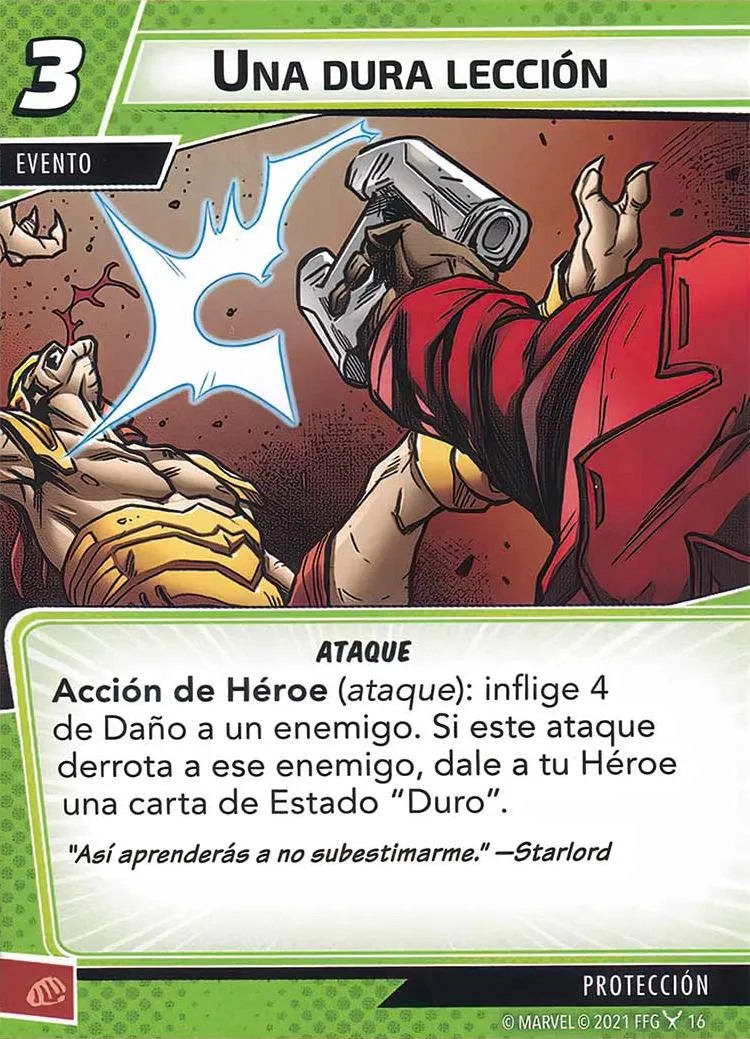 3
UNA DURA LECCIÓN
EVENTO
ATAQUE
Acción de Héroe (ataque): inflige 4
de Daño a un enemigo. Si este ataque
derrota a ese enemigo, dale a tu Héroe
una carta de Estado “Duro”.
"Así aprenderás a no subestimarme." —Starlord
PROTECCIÓN
© MARVEL © 2021 FFG 16